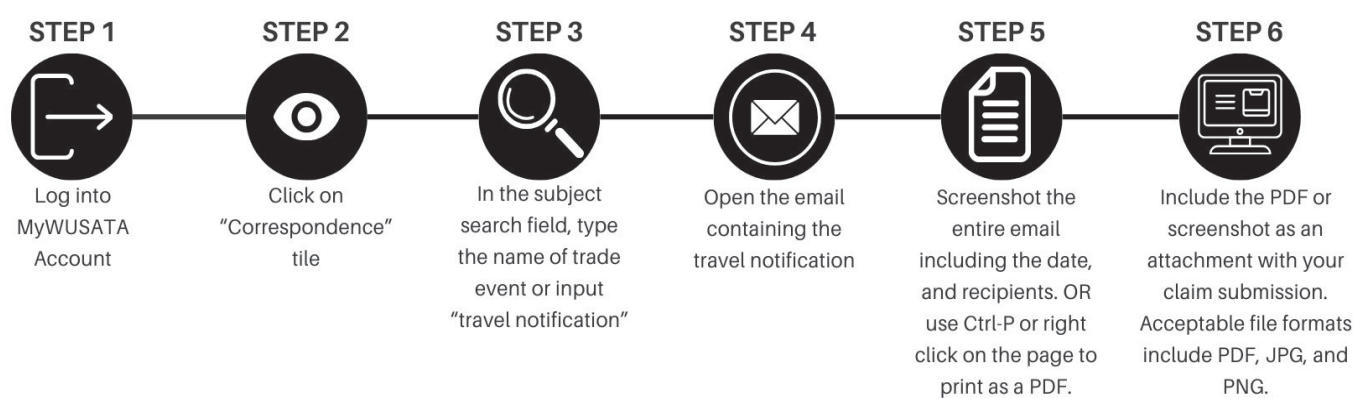 STEP 1
Log into
MyWUSATA
Account
STEP 2
Click on
"Correspondence"
tile
STEP 3
In the subject
search field, type
the name of trade
event or input
"travel notification"
STEP 4
Open the email
containing the
travel notification
STEP 5
Screenshot the
entire email
including the date,
and recipients. OR
use Ctrl-P or right
click on the page to
print as a PDF.
STEP 6
Include the PDF or
screenshot as an
attachment with your
claim submission.
Acceptable file formats
include PDF, JPG, and
PNG.